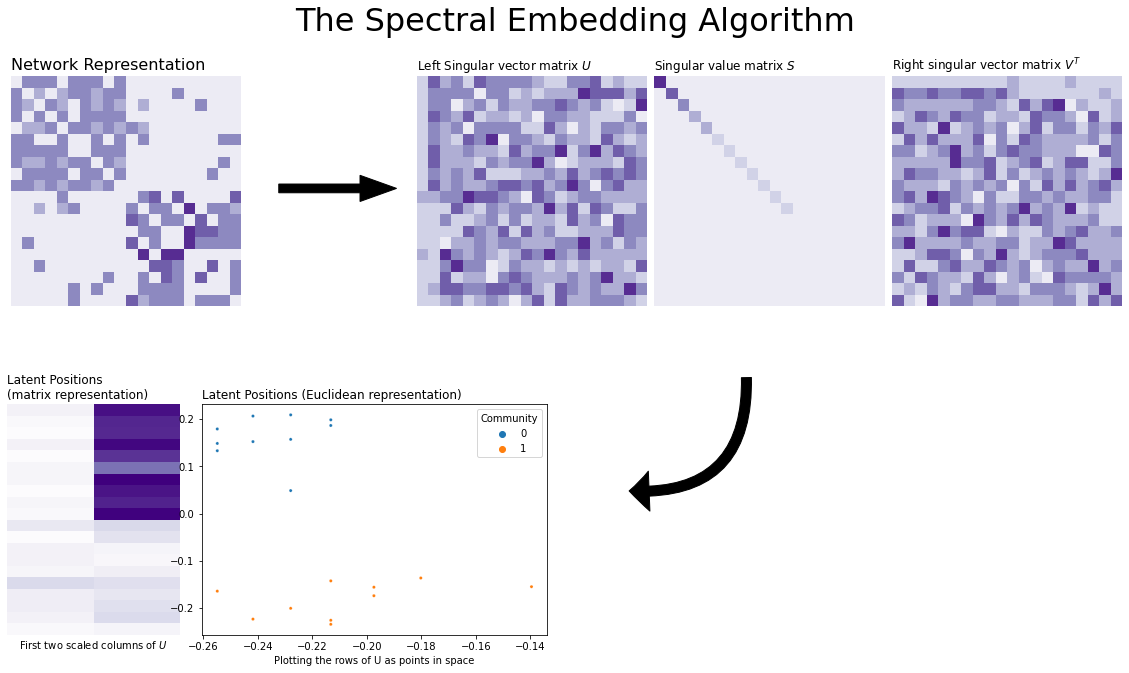 The Spectral Embedding Algorithm
Network Representation
Left Singular vector matrix U
Singular value matrix S
Right singular vector matrix V^T
Latent Positions
(matrix representation)
First two scaled columns of U
Latent Positions (Euclidean representation)
Community
0
1
0.2
0.1
0.0
−0.1
−0.2
−0.26
−0.24
−0.22
−0.20
−0.18
−0.16
−0.14
Plotting the rows of U as points in space